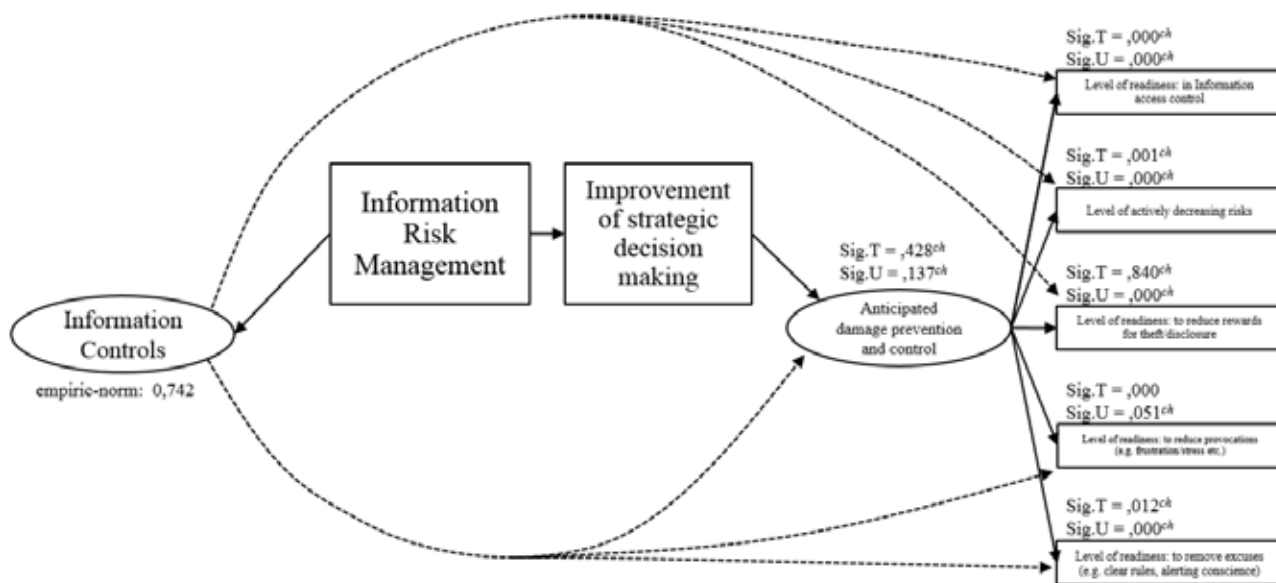 Sig.T = ,000ch
Sig.U = ,000ch
Level of readiness: in Information
access control
Sig.T = ,001ch
Sig.U = ,000ch
Level of actively decreasing risks
Information
Risk
Management
Improvement
of strategic
decision
making
Sig.T = ,428ch
Sig.U = ,137ch
Anticipated
damage prevention
and control
Sig.T = ,840ch
Sig.U = ,000ch
Level of readiness: to reduce rewards
for theft/disclosure
Information
Controls
empiric-norm: 0,742
Sig.T = ,000
Sig.U = ,051ch
Level of readiness: to reduce provocations
(e.g. frustration/stress etc.)
Sig.T = ,012ch
Sig.U = ,000ch
Level of readiness: to remove excuses
(e.g. clear rules, alerting conscience)